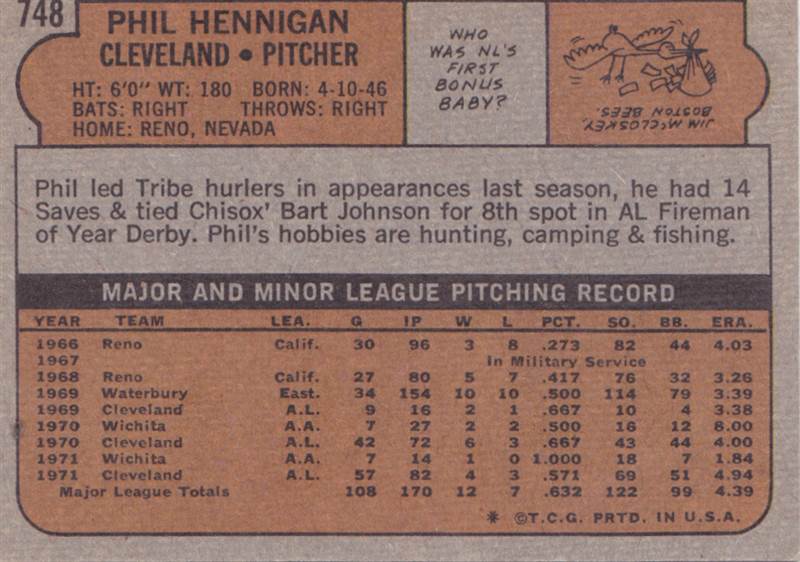 748
PHIL HENNIGAN
CLEVELAND • PITCHER
HT: 6'0" WT: 180 BORN: 4-10-46
BATS: RIGHT THROWS: RIGHT
HOME: RENO, NEVADA
WHO
WAS NL'S
FIRST
BONUS
BABY?
JIM McCLOSKEY,
BOSTON BEES.
Phil led Tribe hurlers in appearances last season, he had 14
Saves & tied Chisox' Bart Johnson for 8th spot in AL Fireman
of Year Derby. Phil's hobbies are hunting, camping & fishing.
MAJOR AND MINOR LEAGUE PITCHING RECORD
YEAR TEAM LEA. G IP W L PCT. SO. BB. ERA.
1966 Reno Calif. 30 96 3 8 .273 82 44 4.03
1967 In Military Service
1968 Reno Calif. 27 80 5 7 .417 76 32 3.26
1969 Waterbury East. 34 154 10 10 .500 114 79 3.39
1969 Cleveland A.L. 9 16 2 1 .667 10 4 3.38
1970 Wichita A.A. 7 27 2 2 .500 16 12 8.00
1970 Cleveland A.L. 42 72 6 3 .667 43 44 4.00
1971 Wichita A.A. 7 14 1 0 1.000 18 7 1.84
1971 Cleveland A.L. 57 82 4 3 .571 69 51 4.94
Major League Totals 108 170 12 7 .632 122 99 4.39
* ©T.C.G. PRTD. IN U.S.A.